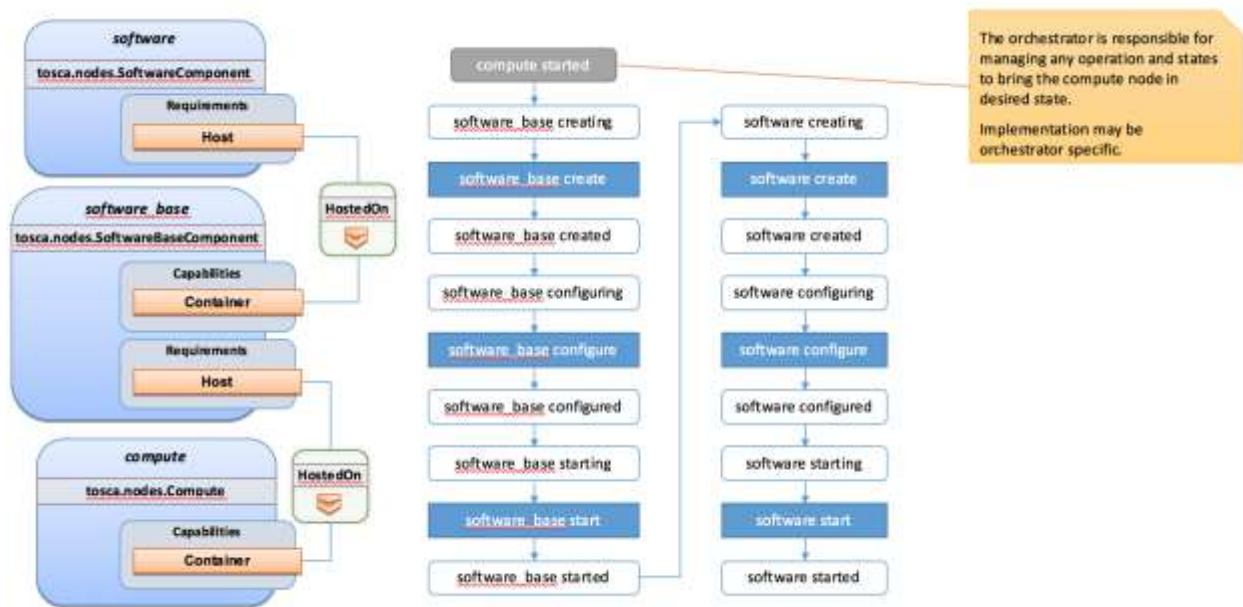 software
tosca.nodes.SoftwareComponent
Requirements
Host
HostedOn
software_base
tosca.nodes.SoftwareBaseComponent
Capabilities
Container
Requirements
Host
HostedOn
compute
tosca.nodes.Compute
Capabilities
Container
compute started
software_base creating
software_base create
software_base created
software_base configuring
software_base configure
software_base configured
software_base starting
software_base start
software_base started
software creating
software create
software created
software configuring
software configure
software configured
software starting
software start
software started
The orchestrator is responsible for
managing any operation and states
to bring the compute node in
desired state.
Implementation may be
orchestrator specific.